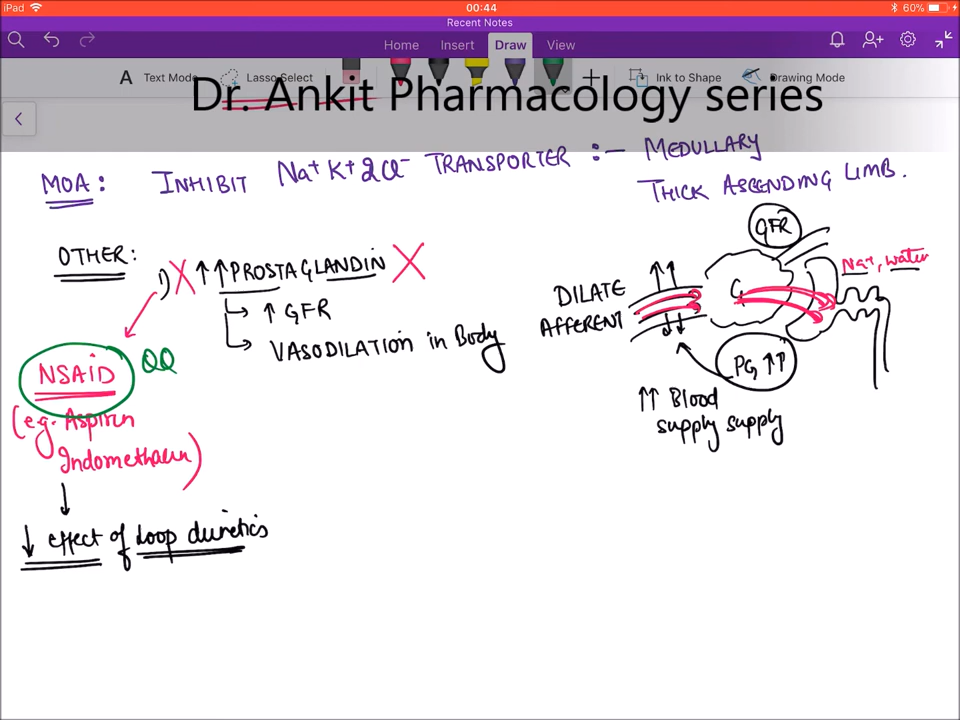 iPad 00:44 60%
Recent Notes
Home Insert Draw View
A Text Mode Lasso Select Ink to Shape Drawing Mode
Dr. Ankit Pharmacology series
MOA: INHIBIT Na+ K+ 2Cl- TRANSPORTER :- MEDULLARY
THICK ASCENDING LIMB.
OTHER:
1) X ↑↑ PROSTAGLANDIN X
↳ ↑ GFR
↳ VASODILATION in Body
NSAID QQ
(eg. Aspirin
Indomethacin)
↓
↓ effect of Loop diuretics
GFR
Na+, water
DILATE
AFFERENT
↑↑
↓↓
G
PG ↑↑
↑↑ Blood
supply supply